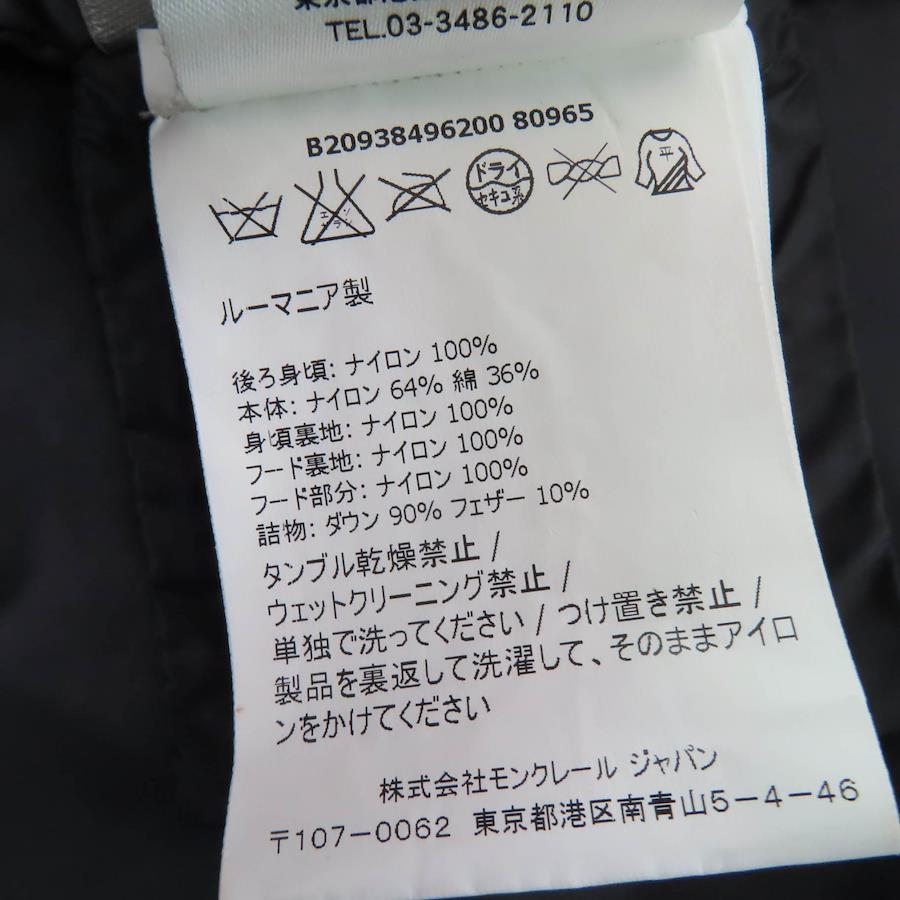 TEL.03-3486-2110
B20938496200 80965
エンソ
サラシ
ドライ
セキユ系
平
ルーマニア製
後ろ身頃: ナイロン 100%
本体: ナイロン 64% 綿 36%
身頃裏地: ナイロン 100%
フード裏地: ナイロン 100%
フード部分: ナイロン 100%
詰物: ダウン 90% フェザー 10%
タンブル乾燥禁止 /
ウェットクリーニング禁止 /
単独で洗ってください / つけ置き禁止 /
製品を裏返して洗濯して、そのままアイロ
ンをかけてください
株式会社モンクレール ジャパン
〒107-0062 東京都港区南青山5-4-46